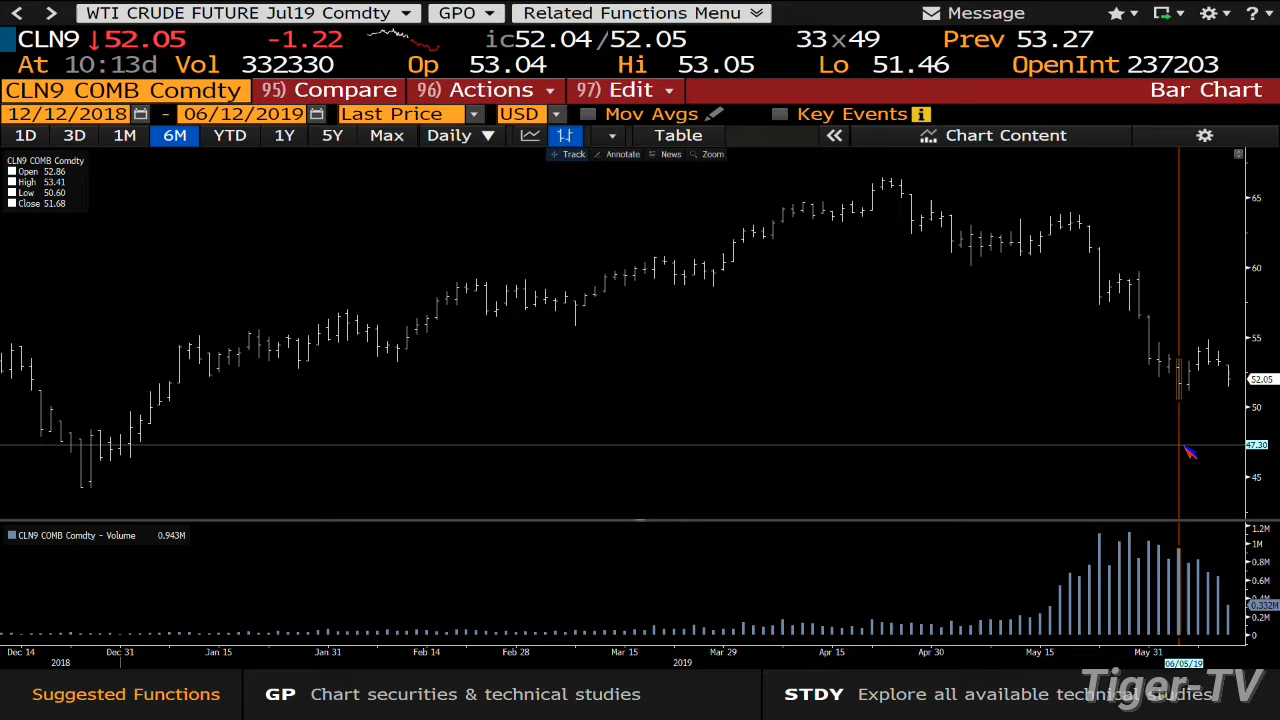 WTI CRUDE FUTURE Jul19 Comdty GPO Related Functions Menu Message ?
CLN9 ↓52.05 -1.22 ic52.04/52.05 33×49 Prev 53.27
At 10:13d Vol 332330 Op 53.04 Hi 53.05 Lo 51.46 OpenInt 237203
CLN9 COMB Comdty 95) Compare 96) Actions 97) Edit Bar Chart
12/12/2018 - 06/12/2019 Last Price USD Mov Avgs Key Events i
1D 3D 1M 6M YTD 1Y 5Y Max Daily ▼ Table « Chart Content
Track Annotate News Zoom
CLN9 COMB Comdty
Open 52.86
High 53.41
Low 50.60
Close 51.68
65
60
55
52.05
50
47.30
45
CLN9 COMB Comdty - Volume 0.943M
1.2M
1M
0.8M
0.6M
0.4M
0.332M
0.2M
0
Dec 14 Dec 31 Jan 15 Jan 31 Feb 14 Feb 28 Mar 15 Mar 29 Apr 15 Apr 30 May 15 May 31
2018 2019 06/05/19
Suggested Functions GP Chart securities & technical studies STDY Explore all available technical studies
Tiger-TV